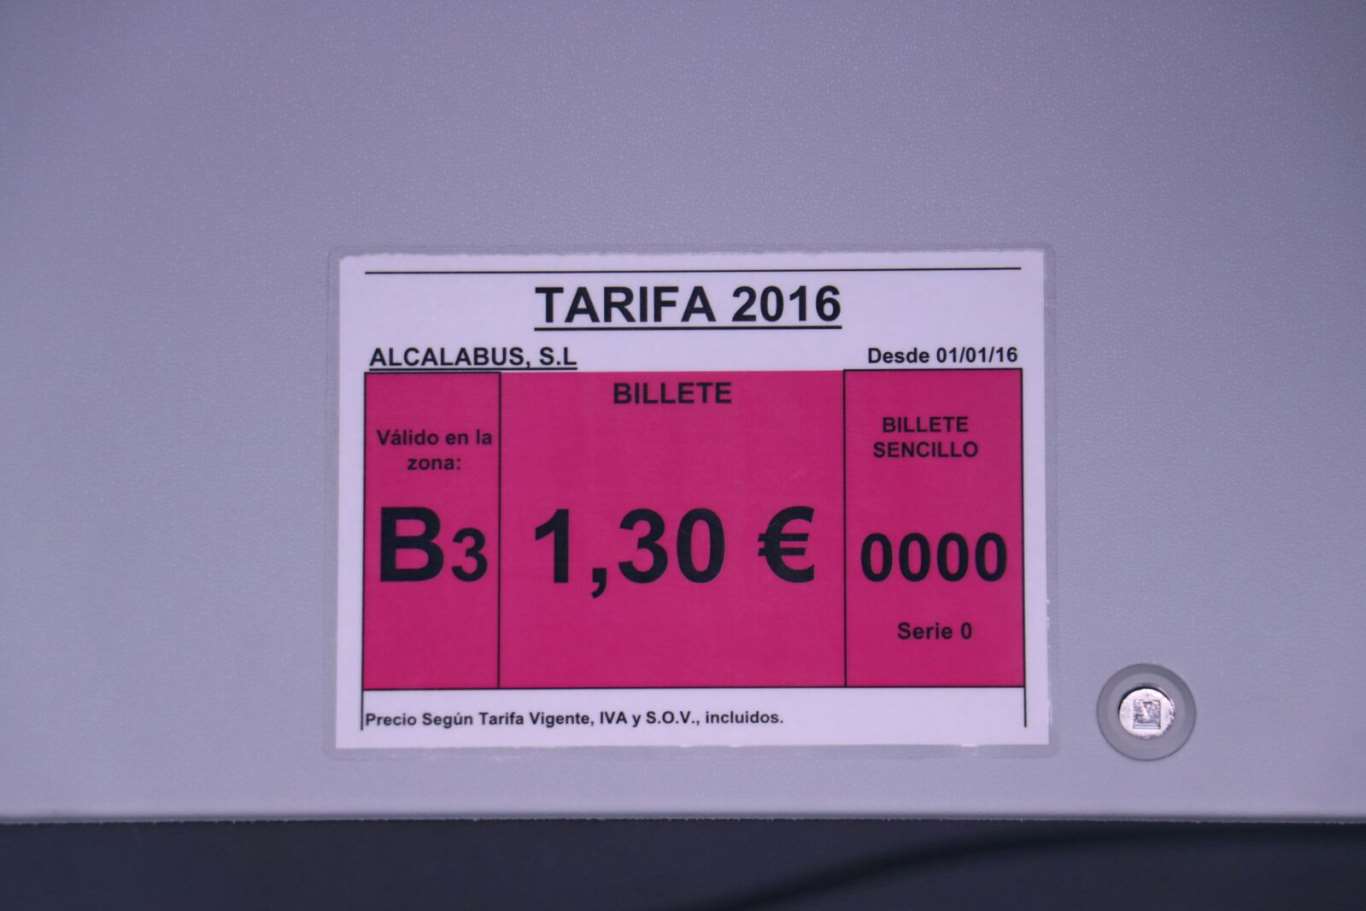 TARIFA 2016
ALCALABUS, S.L
Desde 01/01/16
Válido en la
zona:
B3
BILLETE
1,30 €
BILLETE
SENCILLO
0000
Serie 0
Precio Según Tarifa Vigente, IVA y S.O.V., incluidos.